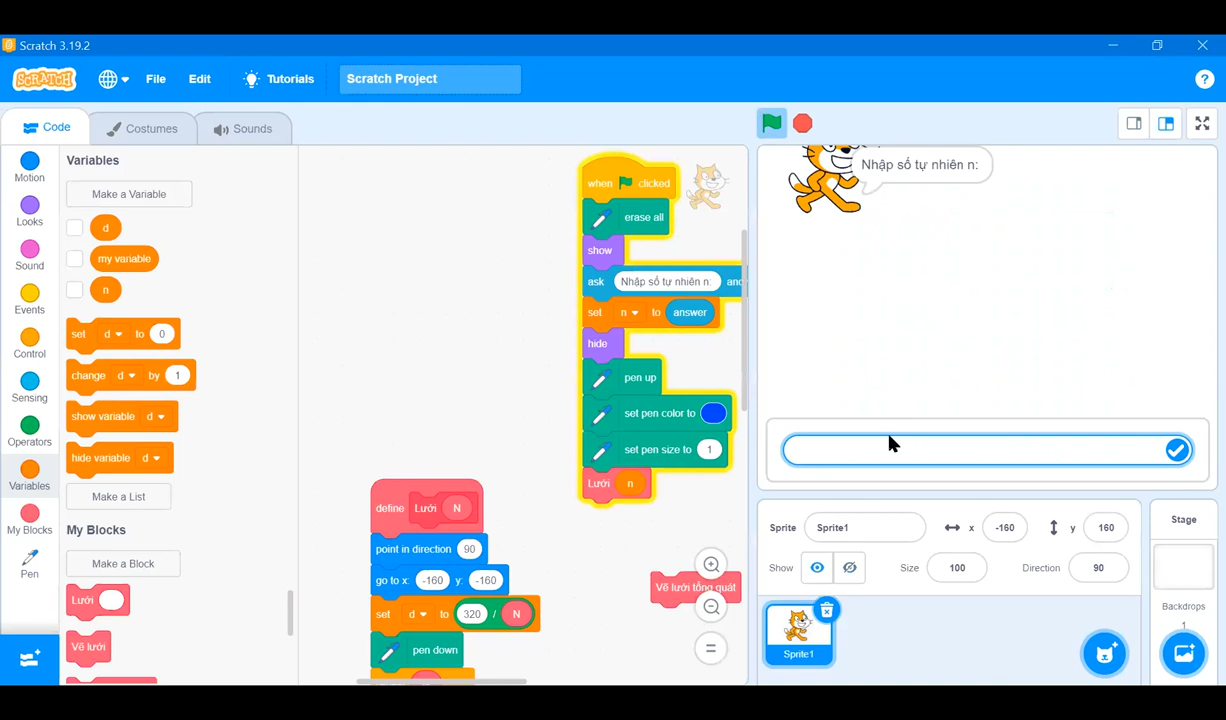 Scratch 3.19.2
SCRATCH
File
Edit
Tutorials
Scratch Project
?
Code
Costumes
Sounds
Motion
Looks
Sound
Events
Control
Sensing
Operators
Variables
My Blocks
Pen
Variables
Make a Variable
d
my variable
n
set d to 0
change d by 1
show variable d
hide variable d
Make a List
My Blocks
Make a Block
Lưới
Vẽ lưới
when clicked
erase all
show
ask Nhập số tự nhiên n: and
set n to answer
hide
pen up
set pen color to
set pen size to 1
Lưới n
define Lưới N
point in direction 90
go to x: -160 y: -160
set d to 320 / N
pen down
Vẽ lưới tổng quát
Nhập số tự nhiên n:
Sprite Sprite1 x -160 y 160
Show Size 100 Direction 90
Sprite1
Stage
Backdrops
1